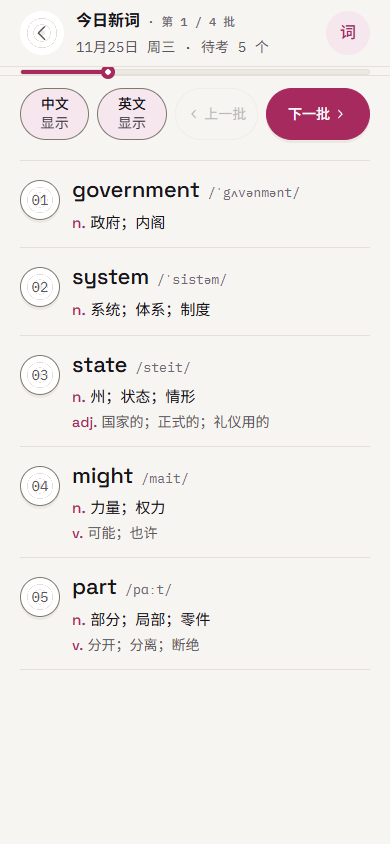 今日新词 · 第 1 / 4 批
11月25日 周三 · 待考 5 个
词
中文
显示
英文
显示
上一批
下一批
01
government /ˈgʌvənmənt/
n. 政府；内阁
02
system /ˈsistəm/
n. 系统；体系；制度
03
state /steit/
n. 州；状态；情形
adj. 国家的；正式的；礼仪用的
04
might /mait/
n. 力量；权力
v. 可能；也许
05
part /pɑːt/
n. 部分；局部；零件
v. 分开；分离；断绝